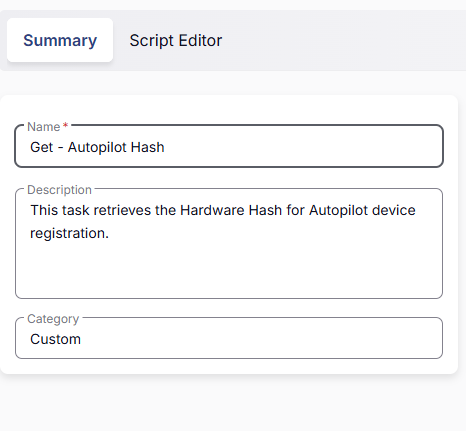 Summary
Script Editor
Name *
Get - Autopilot Hash
Description
This task retrieves the Hardware Hash for Autopilot device
registration.
Category
Custom